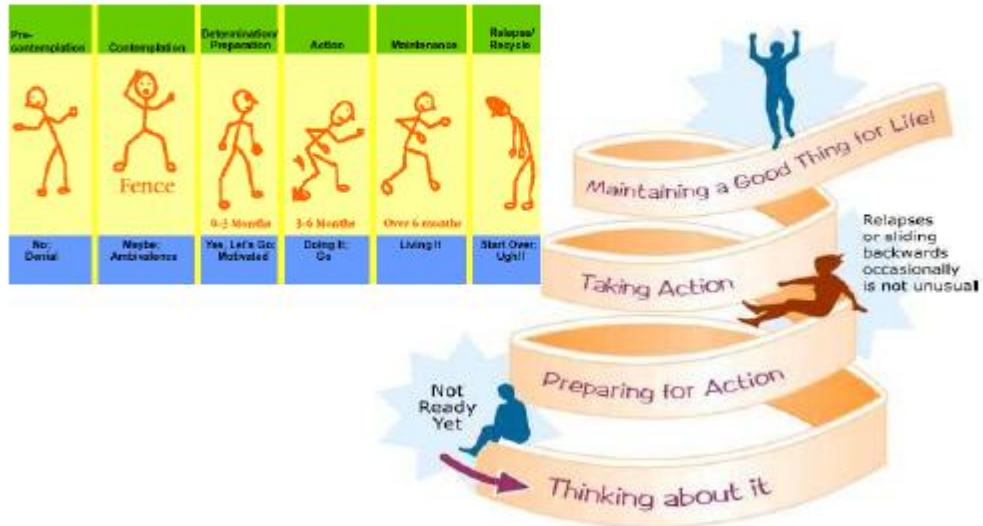 Pre-
contemplation
Contemplation
Determination/
Preparation
Action
Maintenance
Relapse/
Recycle
Fence
0-3 Months
3-6 Months
Over 6 months
No;
Denial
Maybe;
Ambivalence
Yes, Let's Go:
Motivated
Doing It;
Go
Living It
Start Over;
Ugh!!
Maintaining a Good Thing for Life!
Relapses
or sliding
backwards
occasionally
is not unusual
Taking Action
Preparing for Action
Not
Ready
Yet
Thinking about it